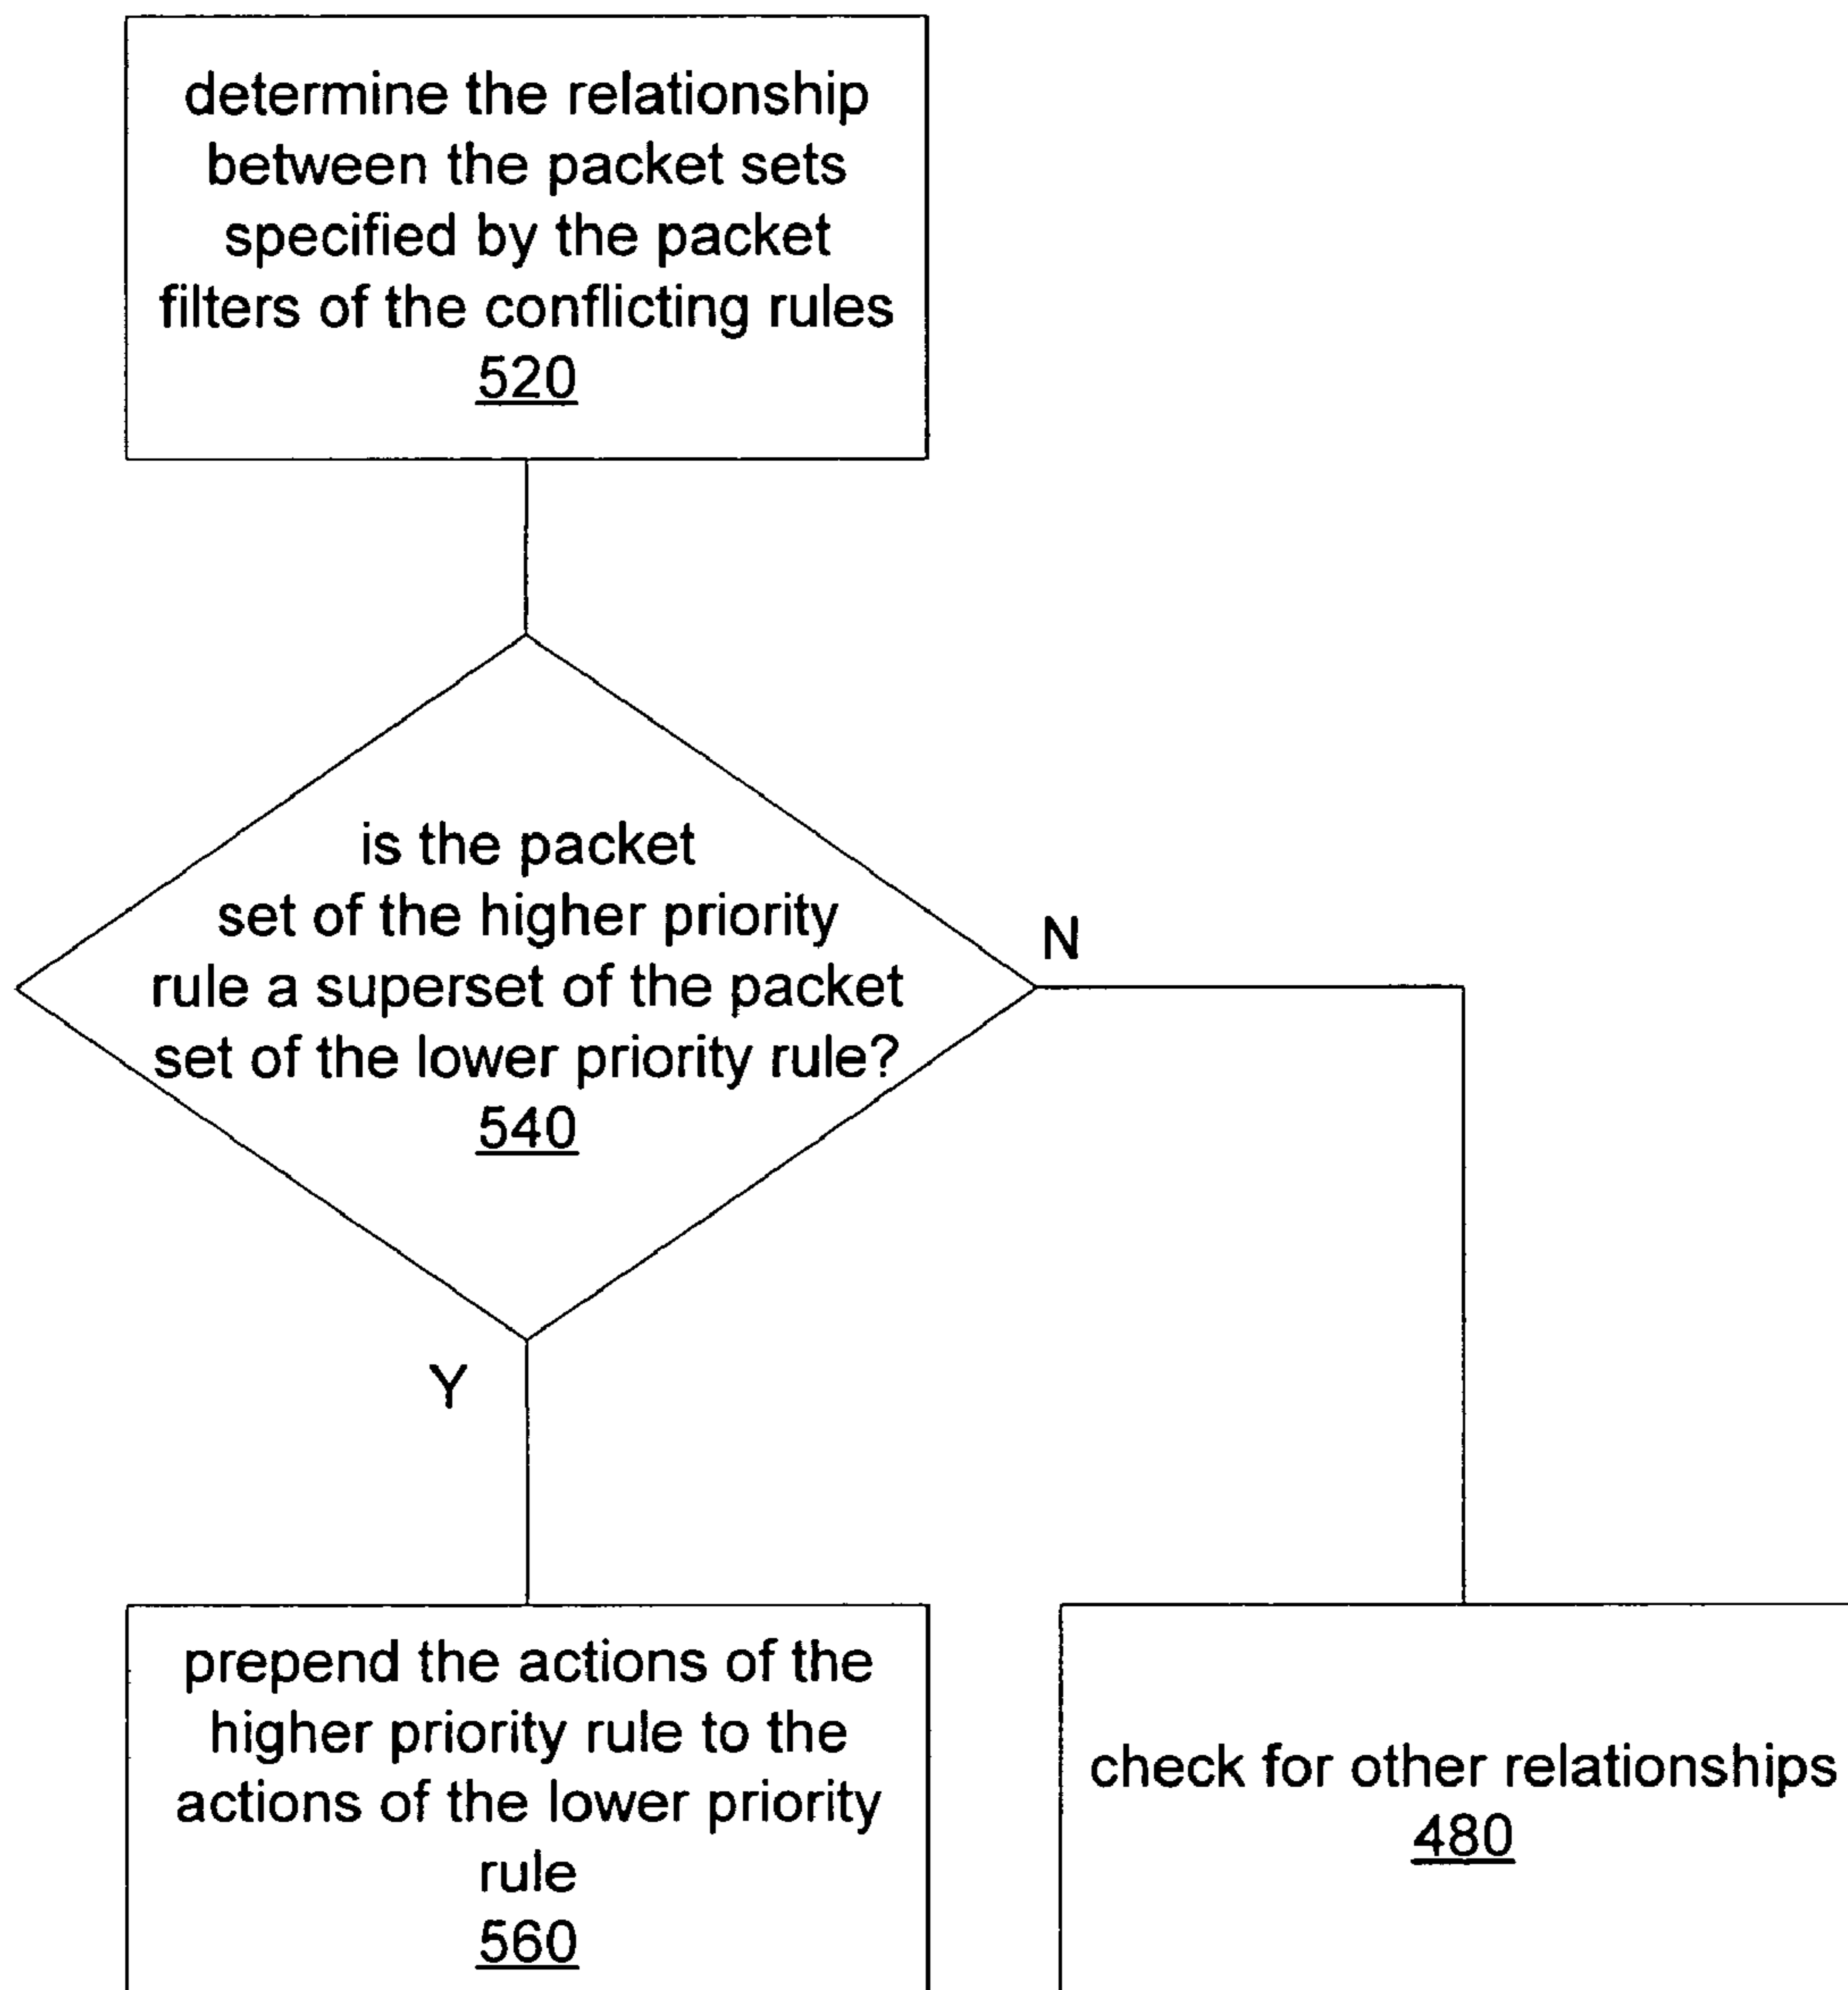 determine the relationship
between the packet sets
specified by the packet
filters of the conflicting rules
520
is the packet
set of the higher priority
rule a superset of the packet
set of the lower priority rule?
540
N
Y
prepend the actions of the
higher priority rule to the
actions of the lower priority
rule
560
check for other relationships
480